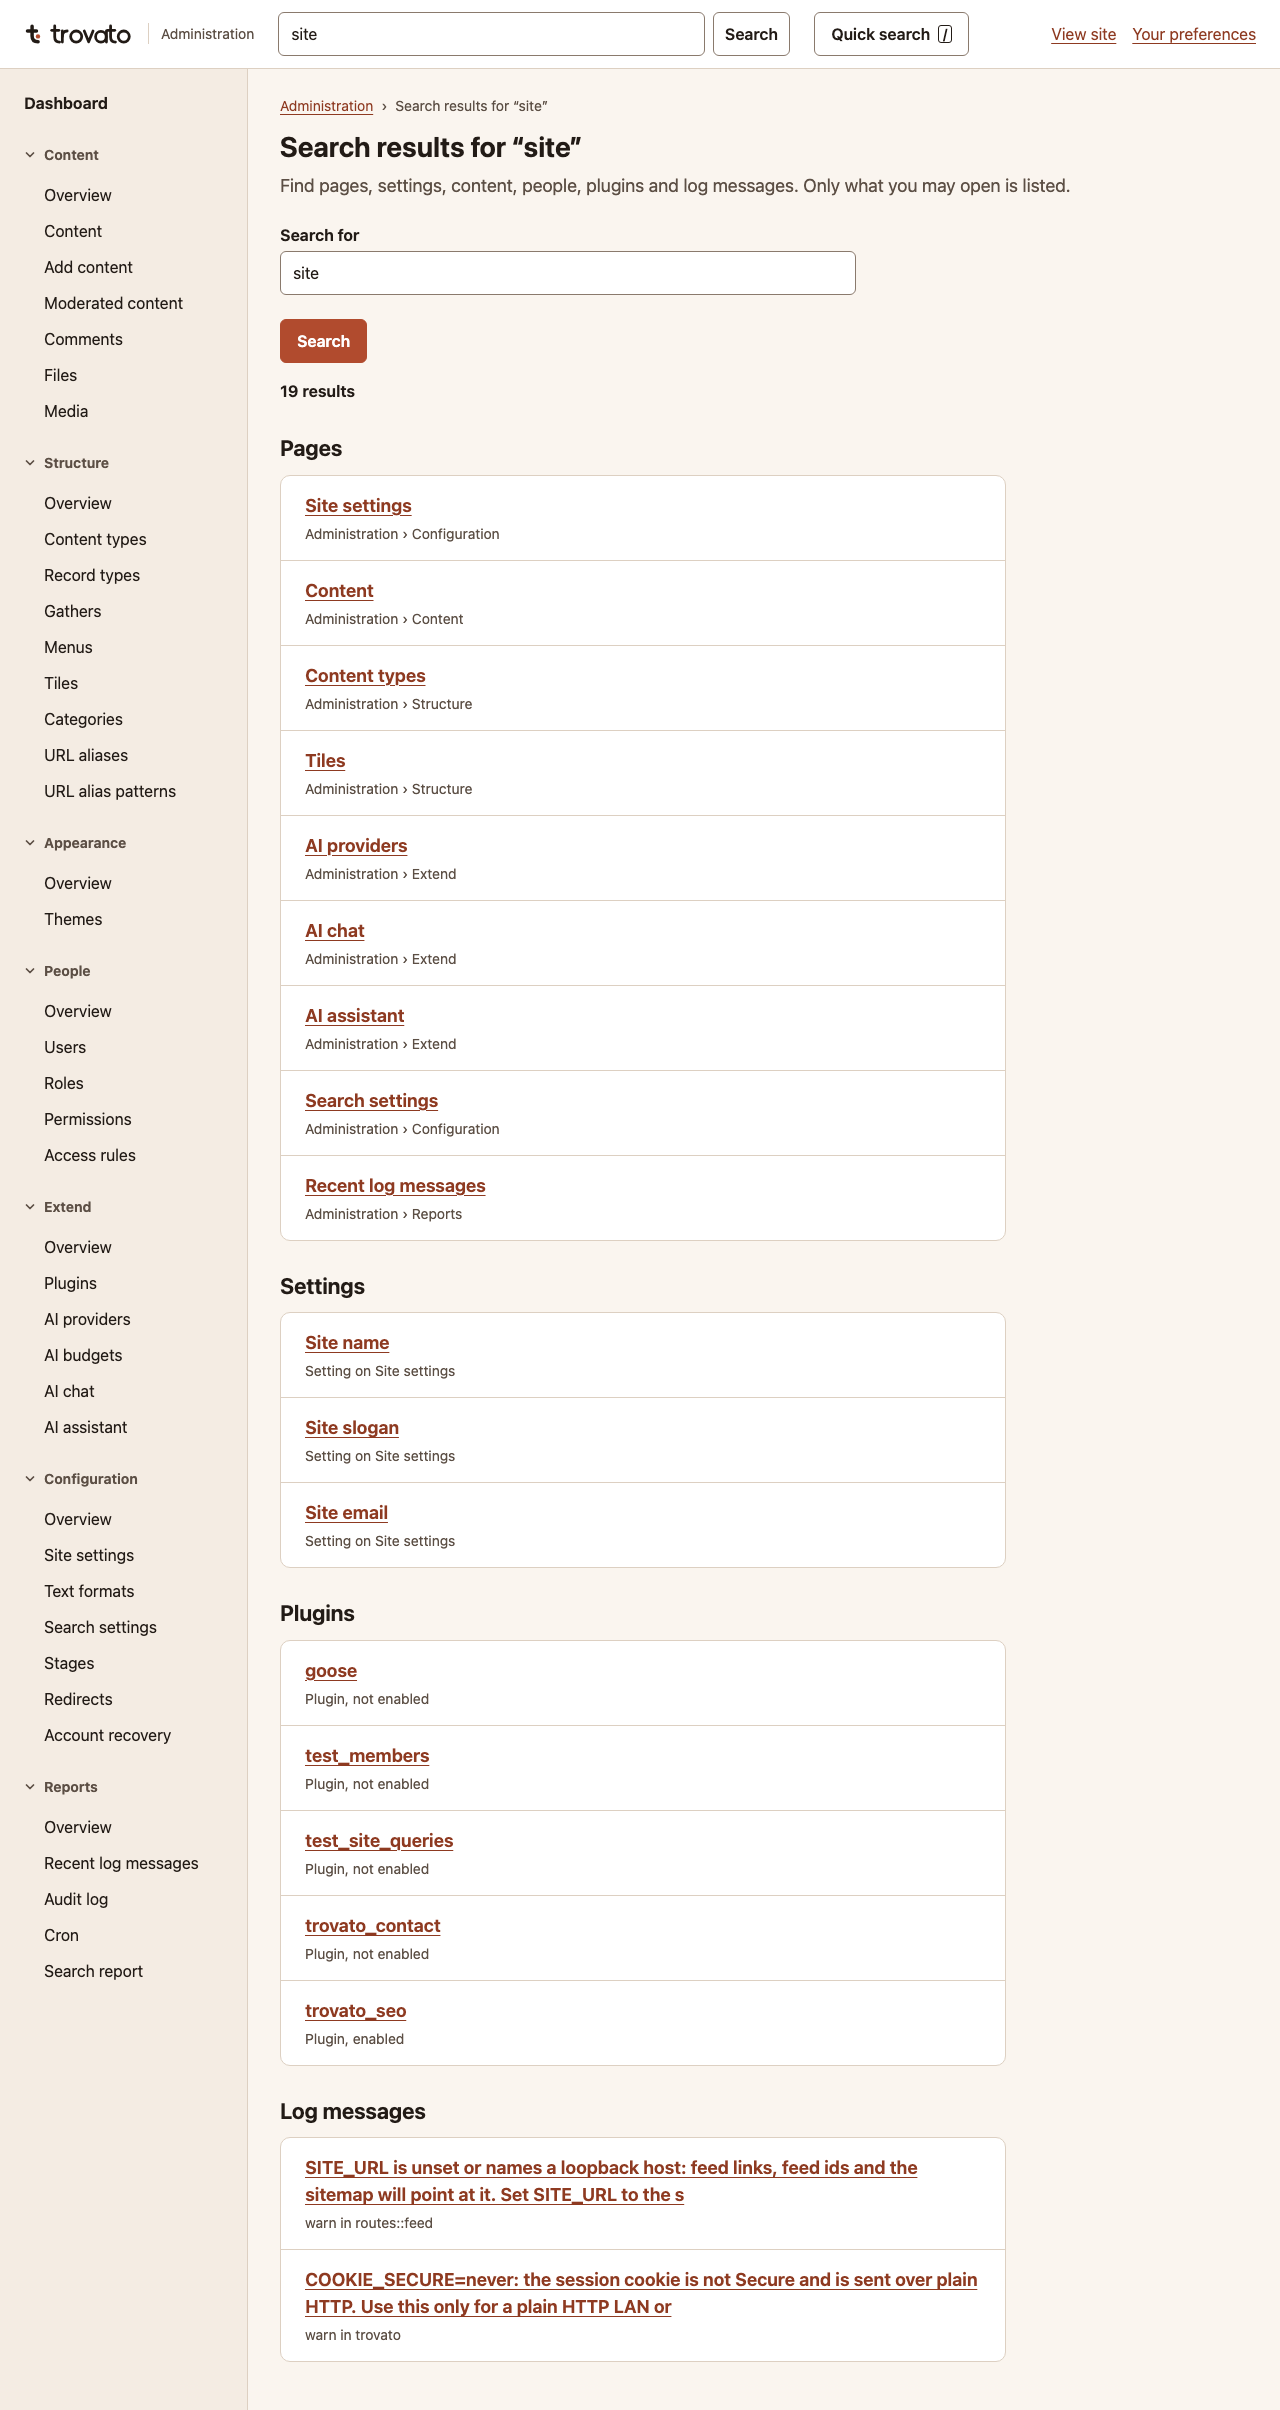 trovato
Administration
site
Search
Quick search /
View site
Your preferences
Dashboard
Content
Overview
Content
Add content
Moderated content
Comments
Files
Media
Structure
Overview
Content types
Record types
Gathers
Menus
Tiles
Categories
URL aliases
URL alias patterns
Appearance
Overview
Themes
People
Overview
Users
Roles
Permissions
Access rules
Extend
Overview
Plugins
AI providers
AI budgets
AI chat
AI assistant
Configuration
Overview
Site settings
Text formats
Search settings
Stages
Redirects
Account recovery
Reports
Overview
Recent log messages
Audit log
Cron
Search report
Administration › Search results for “site”
Search results for “site”
Find pages, settings, content, people, plugins and log messages. Only what you may open is listed.
Search for
site
Search
19 results
Pages
Site settings
Administration › Configuration
Content
Administration › Content
Content types
Administration › Structure
Tiles
Administration › Structure
AI providers
Administration › Extend
AI chat
Administration › Extend
AI assistant
Administration › Extend
Search settings
Administration › Configuration
Recent log messages
Administration › Reports
Settings
Site name
Setting on Site settings
Site slogan
Setting on Site settings
Site email
Setting on Site settings
Plugins
goose
Plugin, not enabled
test_members
Plugin, not enabled
test_site_queries
Plugin, not enabled
trovato_contact
Plugin, not enabled
trovato_seo
Plugin, enabled
Log messages
SITE_URL is unset or names a loopback host: feed links, feed ids and the
sitemap will point at it. Set SITE_URL to the s
warn in routes::feed
COOKIE_SECURE=never: the session cookie is not Secure and is sent over plain
HTTP. Use this only for a plain HTTP LAN or
warn in trovato